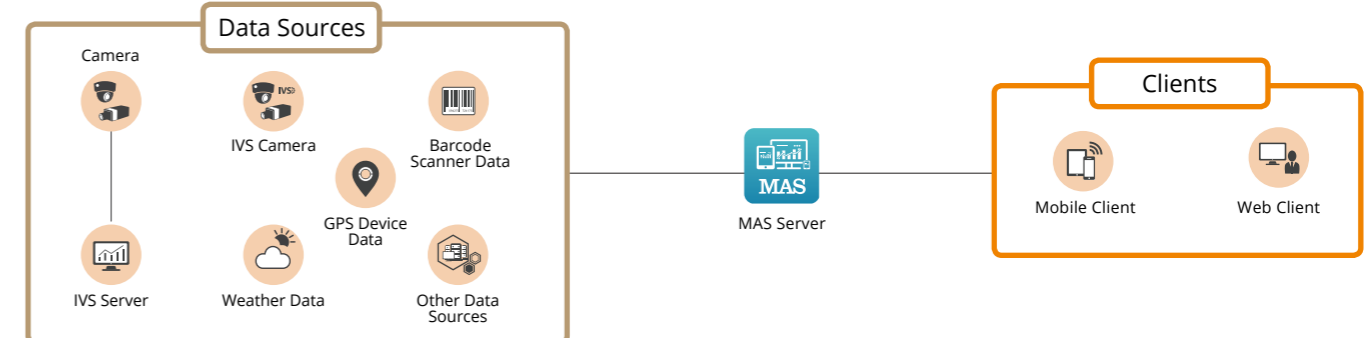 Data Sources
Camera
IVS
IVS Camera
Barcode
Scanner Data
GPS Device
Data
IVS Server
Weather Data
Other Data
Sources
MAS
MAS Server
Clients
Mobile Client
Web Client